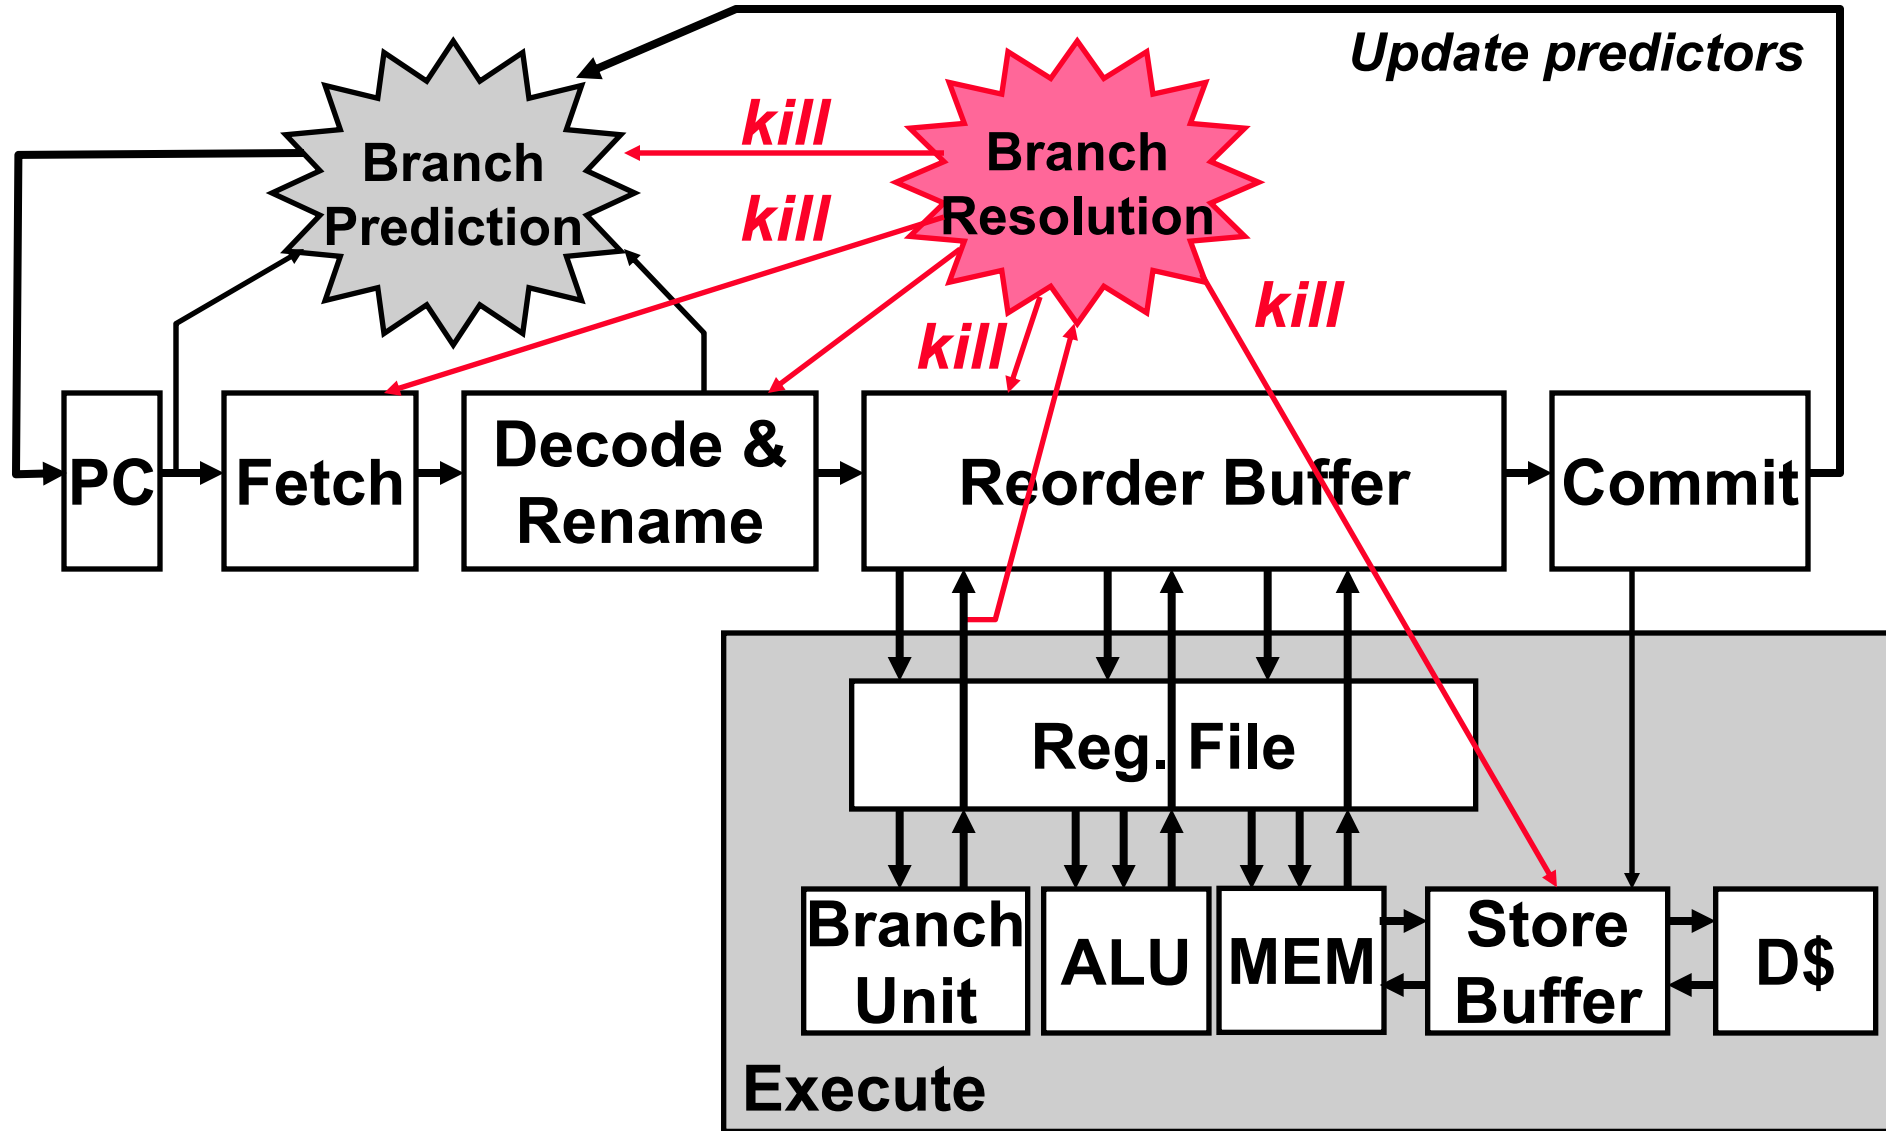 Update predictors
kill
Branch
Prediction
Branch
Resolution
kill
kill
kill
PC
Fetch
Decode &
Rename
Reorder Buffer
Commit
Reg. File
Branch
Unit
ALU
MEM
Store
Buffer
D$
Execute